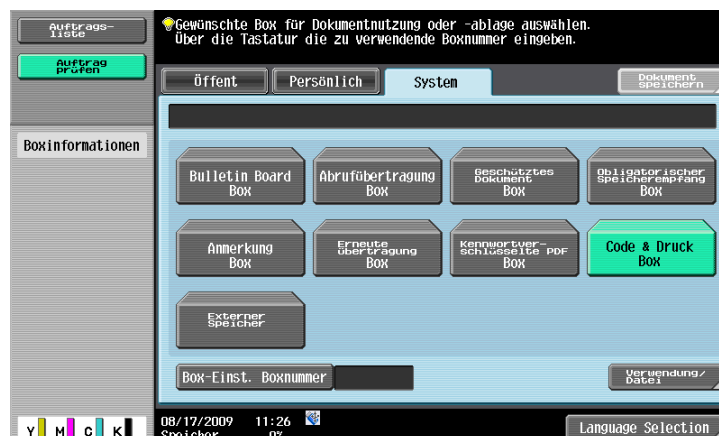 Auftrags-
liste
Auftrag
prüfen
Boxinformationen
Gewünschte Box für Dokumentnutzung oder -ablage auswählen.
Über die Tastatur die zu verwendende Boxnummer eingeben.
Öffent
Persönlich
System
Dokument
speichern
Bulletin Board
Box
Abrufübertragung
Box
Geschütztes
Dokument
Box
Obligatorischer
Speicherempfang
Box
Anmerkung
Box
Erneute
übertragung
Box
Kennwortver-
schlüsselte PDF
Box
Code & Druck
Box
Externer
Speicher
Box-Einst. Boxnummer
Verwendung/
Datei
Y M C K
08/17/2009 11:26
Speicher 0%
Language Selection